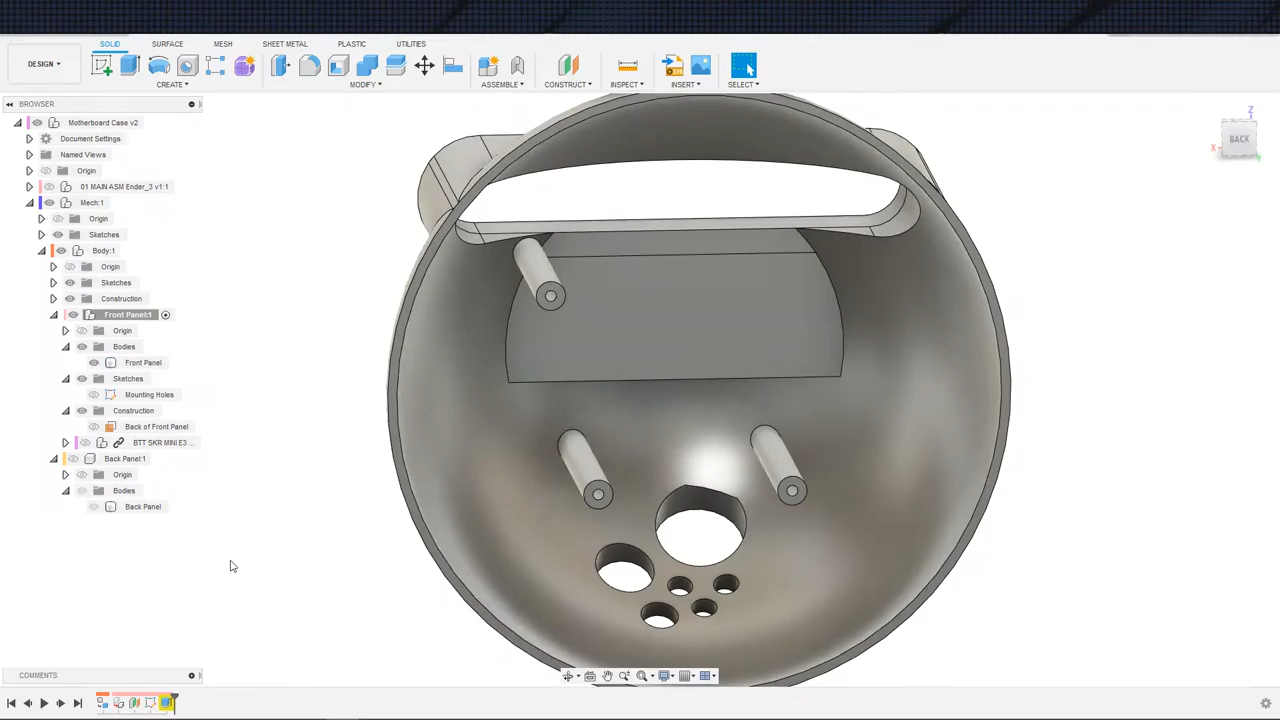 SOLID SURFACE MESH SHEET METAL PLASTIC UTILITIES
DESIGN
CREATE MODIFY ASSEMBLE CONSTRUCT INSPECT INSERT SELECT
BROWSER
Motherboard Case v2
Document Settings
Named Views
Origin
01 MAIN ASM Ender_3 v1:1
Mech:1
Origin
Sketches
Body:1
Origin
Sketches
Construction
Front Panel:1
Origin
Bodies
Front Panel
Sketches
Mounting Holes
Construction
Back of Front Panel
BTT SKR MINI E3 ...
Back Panel:1
Origin
Bodies
Back Panel
Z
BACK
X
Y
COMMENTS